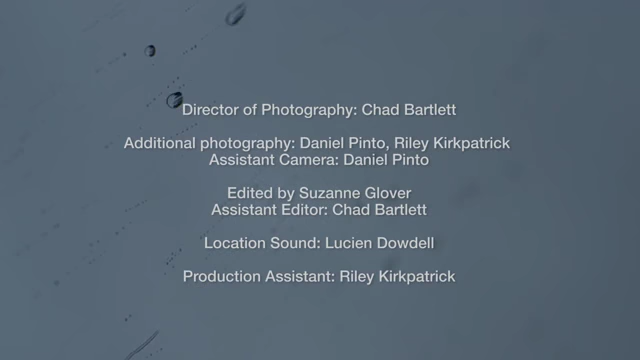 Director of Photography: Chad Bartlett
Additional photography: Daniel Pinto, Riley Kirkpatrick
Assistant Camera: Daniel Pinto
Edited by Suzanne Glover
Assistant Editor: Chad Bartlett
Location Sound: Lucien Dowdell
Production Assistant: Riley Kirkpatrick